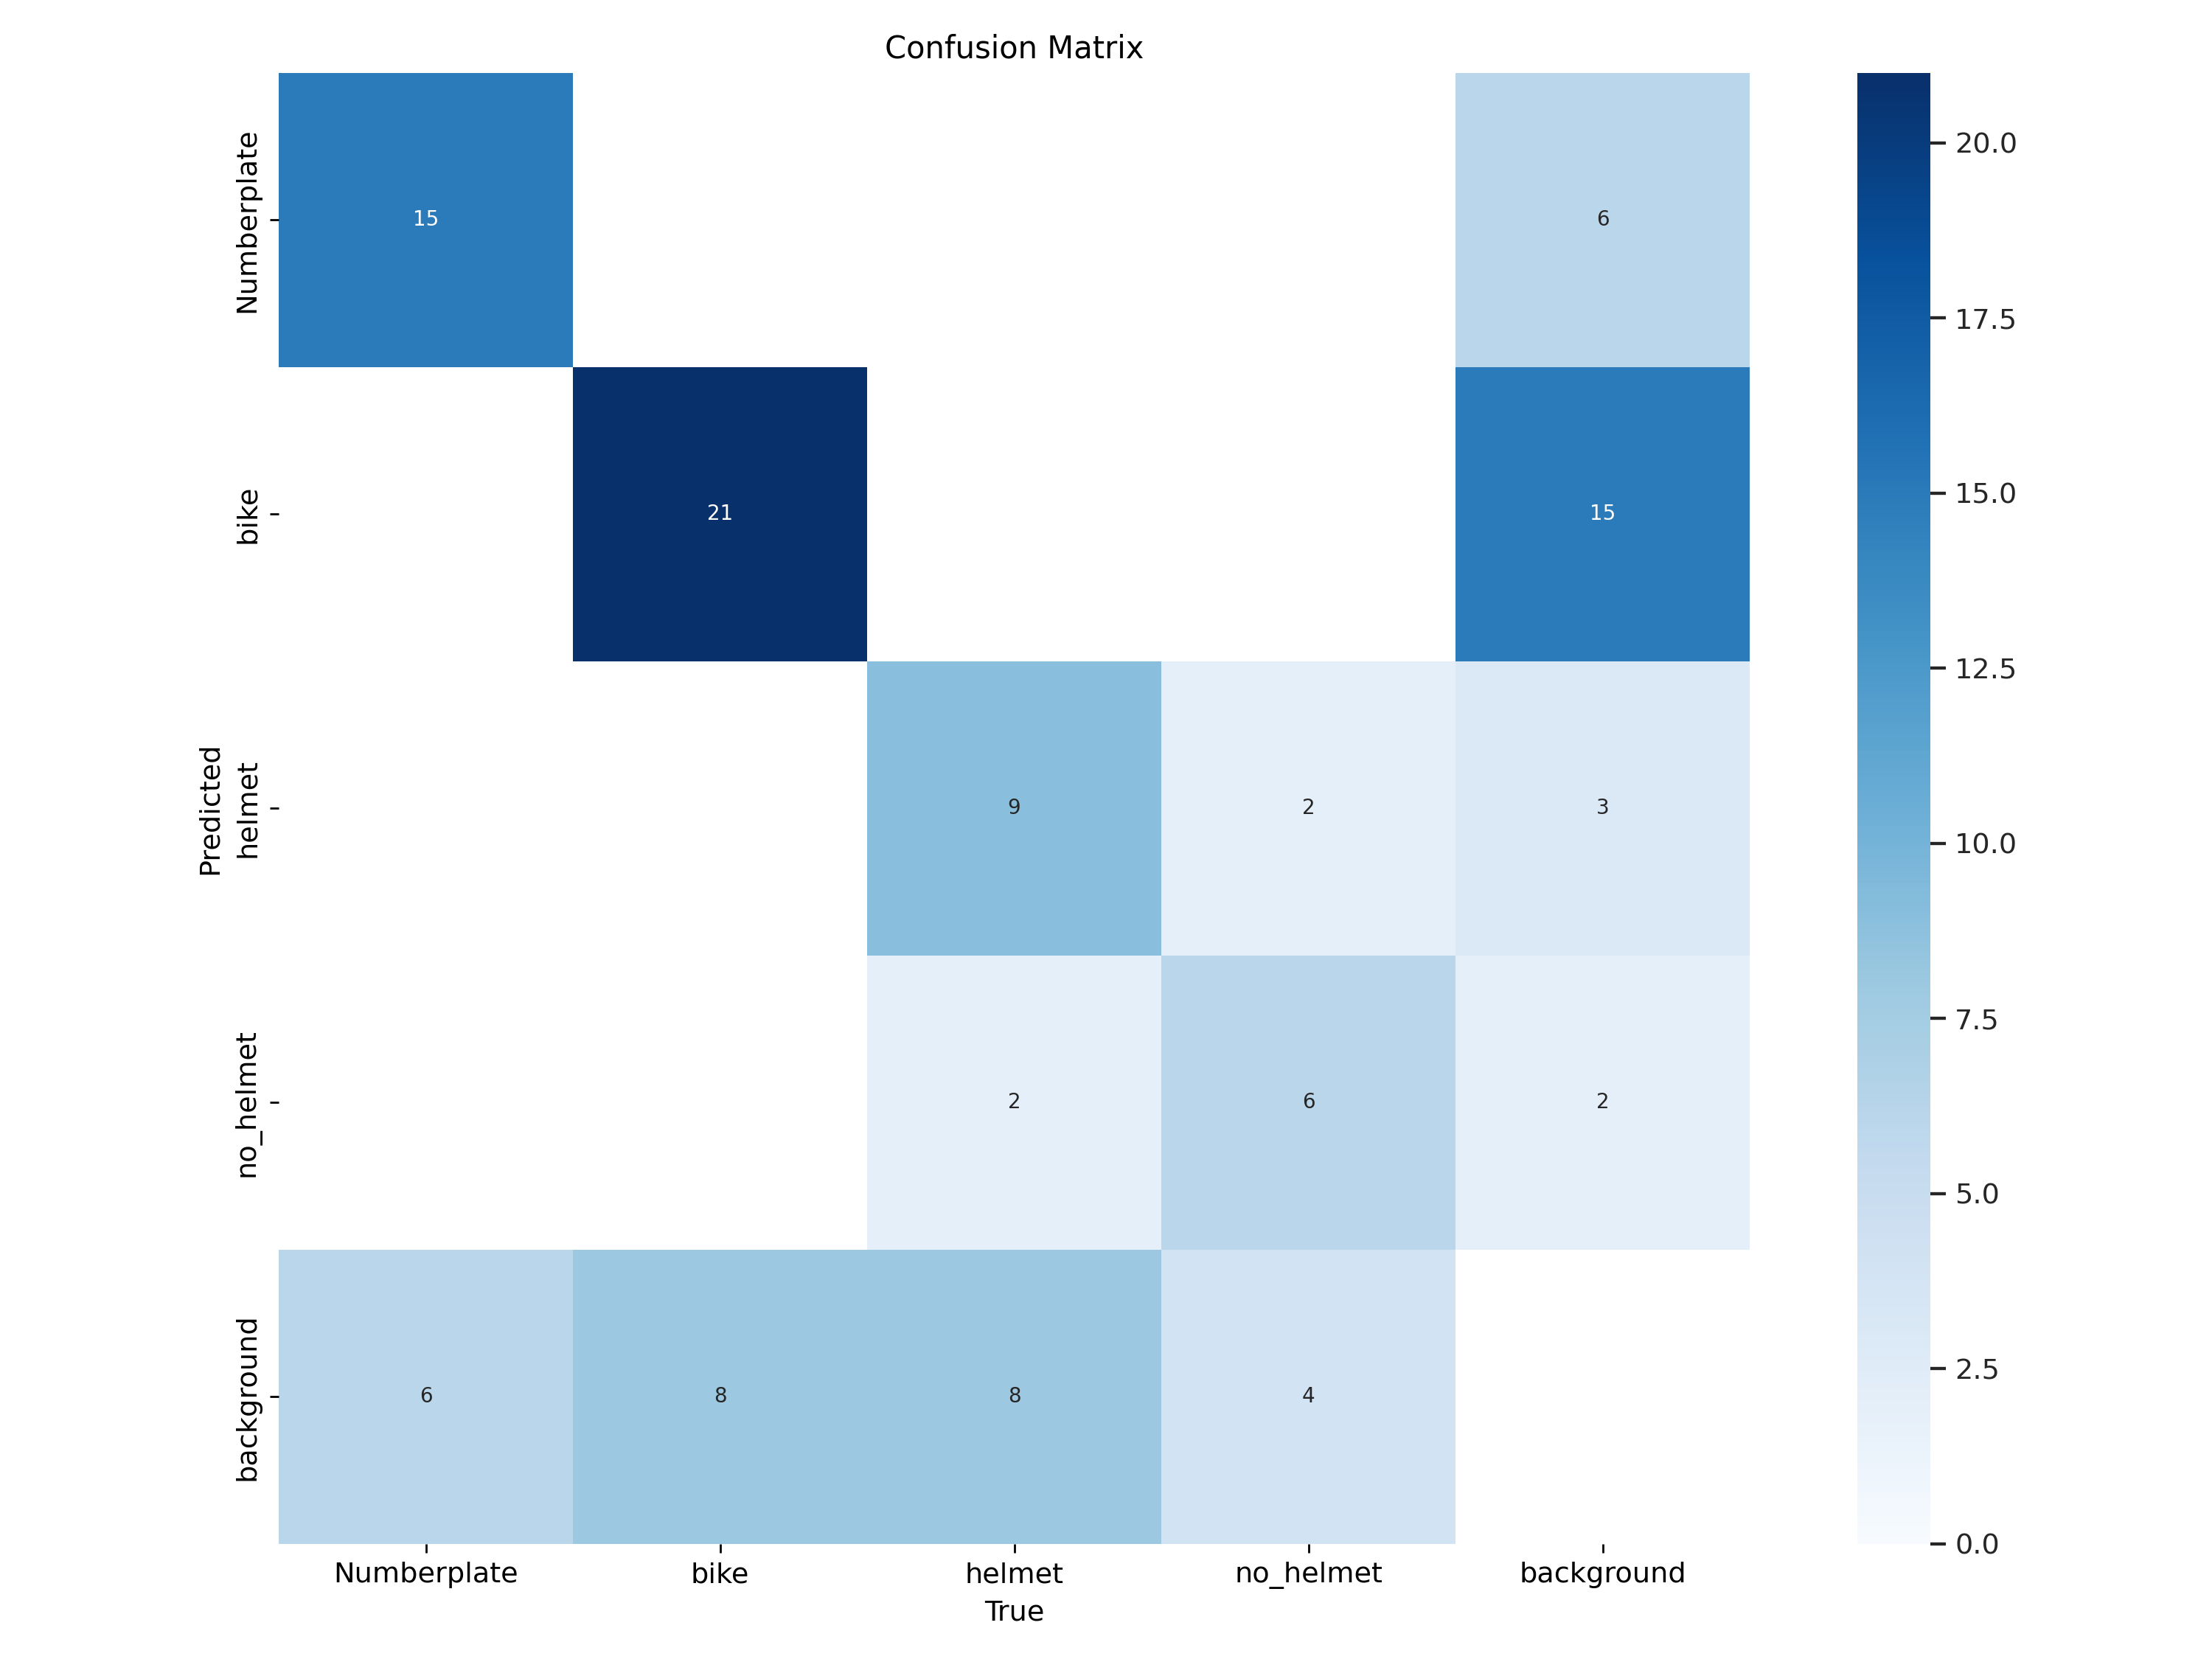 Confusion Matrix
Predicted
Numberplate
15
6
bike
21
15
helmet
9
2
3
no_helmet
2
6
2
background
6
8
8
4
Numberplate
bike
helmet
no_helmet
background
True
20.0
17.5
15.0
12.5
10.0
7.5
5.0
2.5
0.0